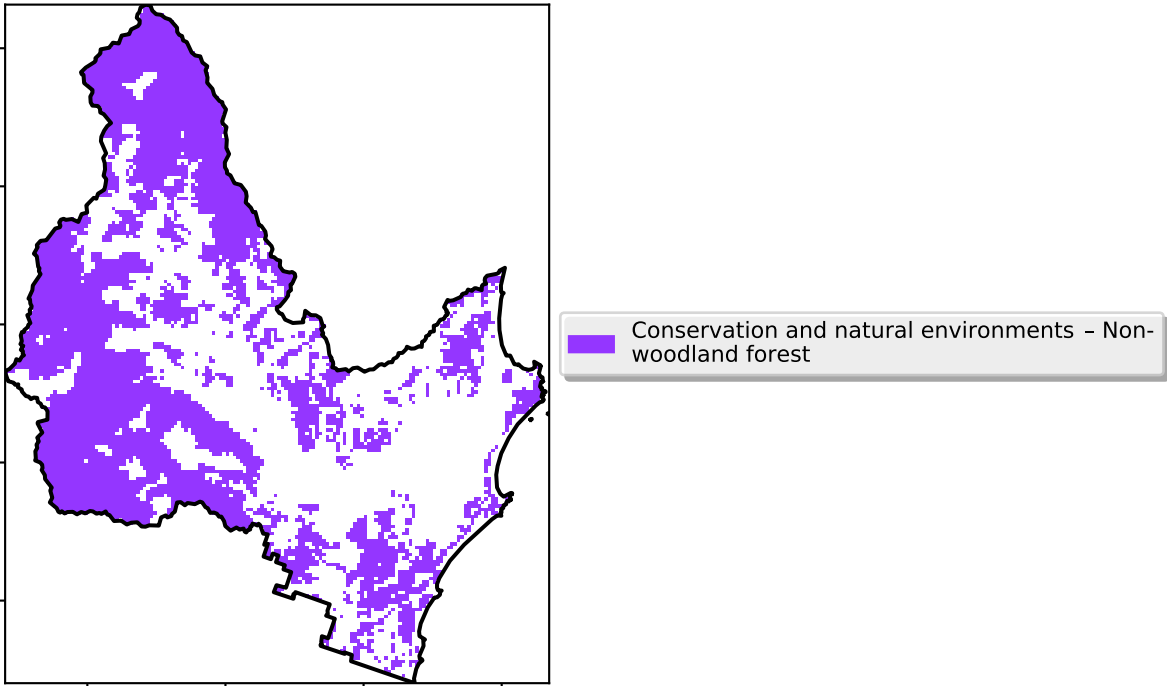 Conservation and natural environments – Non-
woodland forest